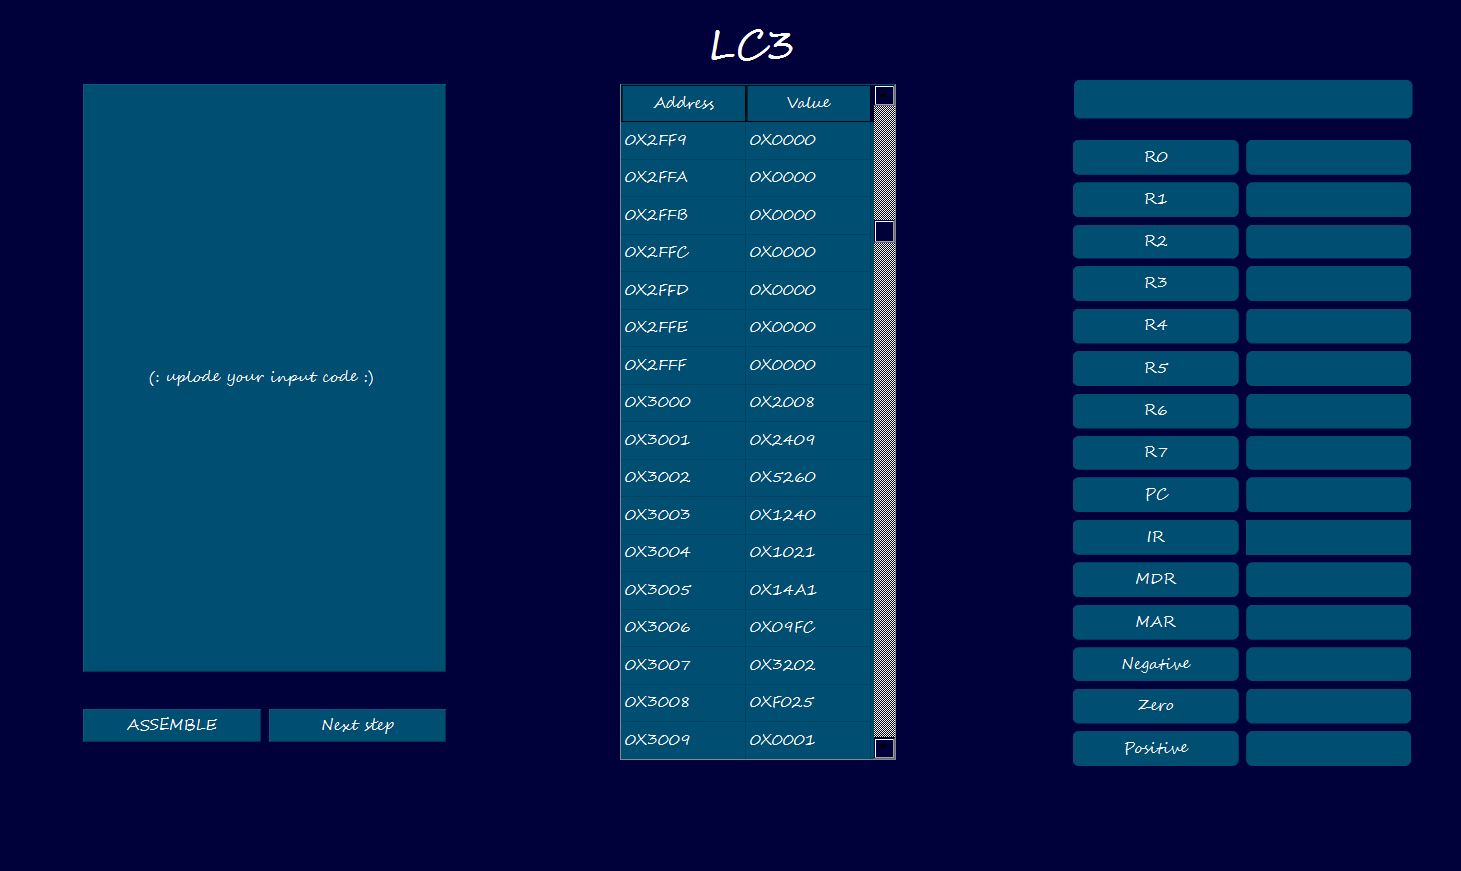 LC3
(: uplode your input code :)
ASSEMBLE
Next step
Address Value
0X2FF9 0X0000
0X2FFA 0X0000
0X2FFB 0X0000
0X2FFC 0X0000
0X2FFD 0X0000
0X2FFE 0X0000
0X2FFF 0X0000
0X3000 0X2008
0X3001 0X2409
0X3002 0X5260
0X3003 0X1240
0X3004 0X1021
0X3005 0X14A1
0X3006 0X09FC
0X3007 0X3202
0X3008 0XF025
0X3009 0X0001
R0
R1
R2
R3
R4
R5
R6
R7
PC
IR
MDR
MAR
Negative
Zero
Positive